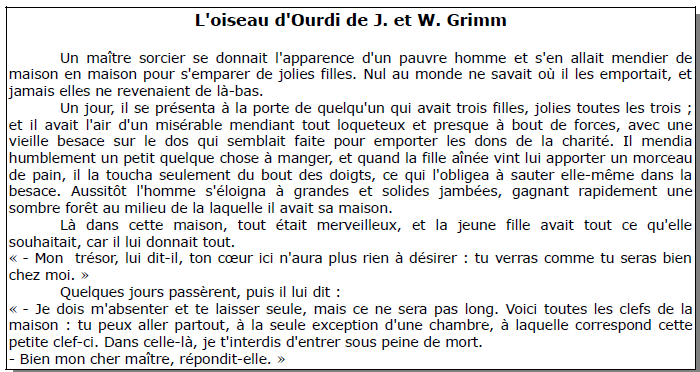 L'oiseau d'Ourdi de J. et W. Grimm
Un maître sorcier se donnait l'apparence d'un pauvre homme et s'en allait mendier de
maison en maison pour s'emparer de jolies filles. Nul au monde ne savait où il les emportait, et
jamais elles ne revenaient de là-bas.
Un jour, il se présenta à la porte de quelqu'un qui avait trois filles, jolies toutes les trois ;
et il avait l'air d'un misérable mendiant tout loqueteux et presque à bout de forces, avec une
vieille besace sur le dos qui semblait faite pour emporter les dons de la charité. Il mendia
humblement un petit quelque chose à manger, et quand la fille aînée vint lui apporter un morceau
de pain, il la toucha seulement du bout des doigts, ce qui l'obligea à sauter elle-même dans la
besace. Aussitôt l'homme s'éloigna à grandes et solides jambées, gagnant rapidement une
sombre forêt au milieu de la laquelle il avait sa maison.
Là dans cette maison, tout était merveilleux, et la jeune fille avait tout ce qu'elle
souhaitait, car il lui donnait tout.
« - Mon trésor, lui dit-il, ton cœur ici n'aura plus rien à désirer : tu verras comme tu seras bien
chez moi. »
Quelques jours passèrent, puis il lui dit :
« - Je dois m'absenter et te laisser seule, mais ce ne sera pas long. Voici toutes les clefs de la
maison : tu peux aller partout, à la seule exception d'une chambre, à laquelle correspond cette
petite clef-ci. Dans celle-là, je t'interdis d'entrer sous peine de mort.
- Bien mon cher maître, répondit-elle. »